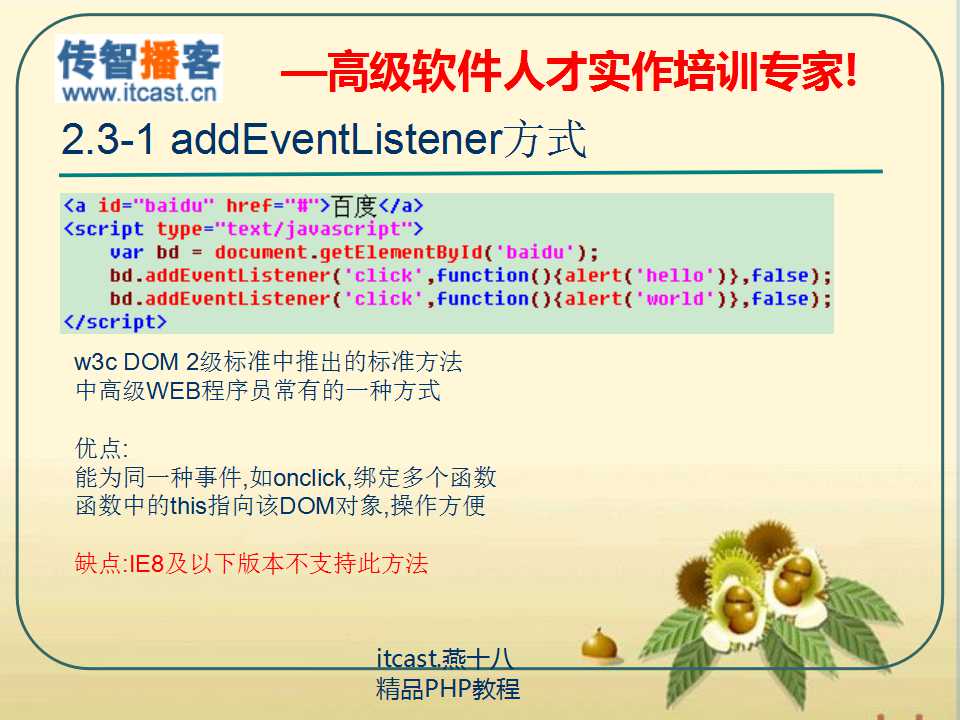 传智播客
www.itcast.cn
—高级软件人才实作培训专家!
2.3-1 addEventListener方式
<a id="baidu" href="#">百度</a>
<script type="text/javascript">
    var bd = document.getElementById('baidu');
    bd.addEventListener('click',function(){alert('hello')},false);
    bd.addEventListener('click',function(){alert('world')},false);
</script>
w3c DOM 2级标准中推出的标准方法
中高级WEB程序员常有的一种方式
优点:
能为同一种事件,如onclick,绑定多个函数
函数中的this指向该DOM对象,操作方便
缺点:IE8及以下版本不支持此方法
itcast.燕十八
精品PHP教程